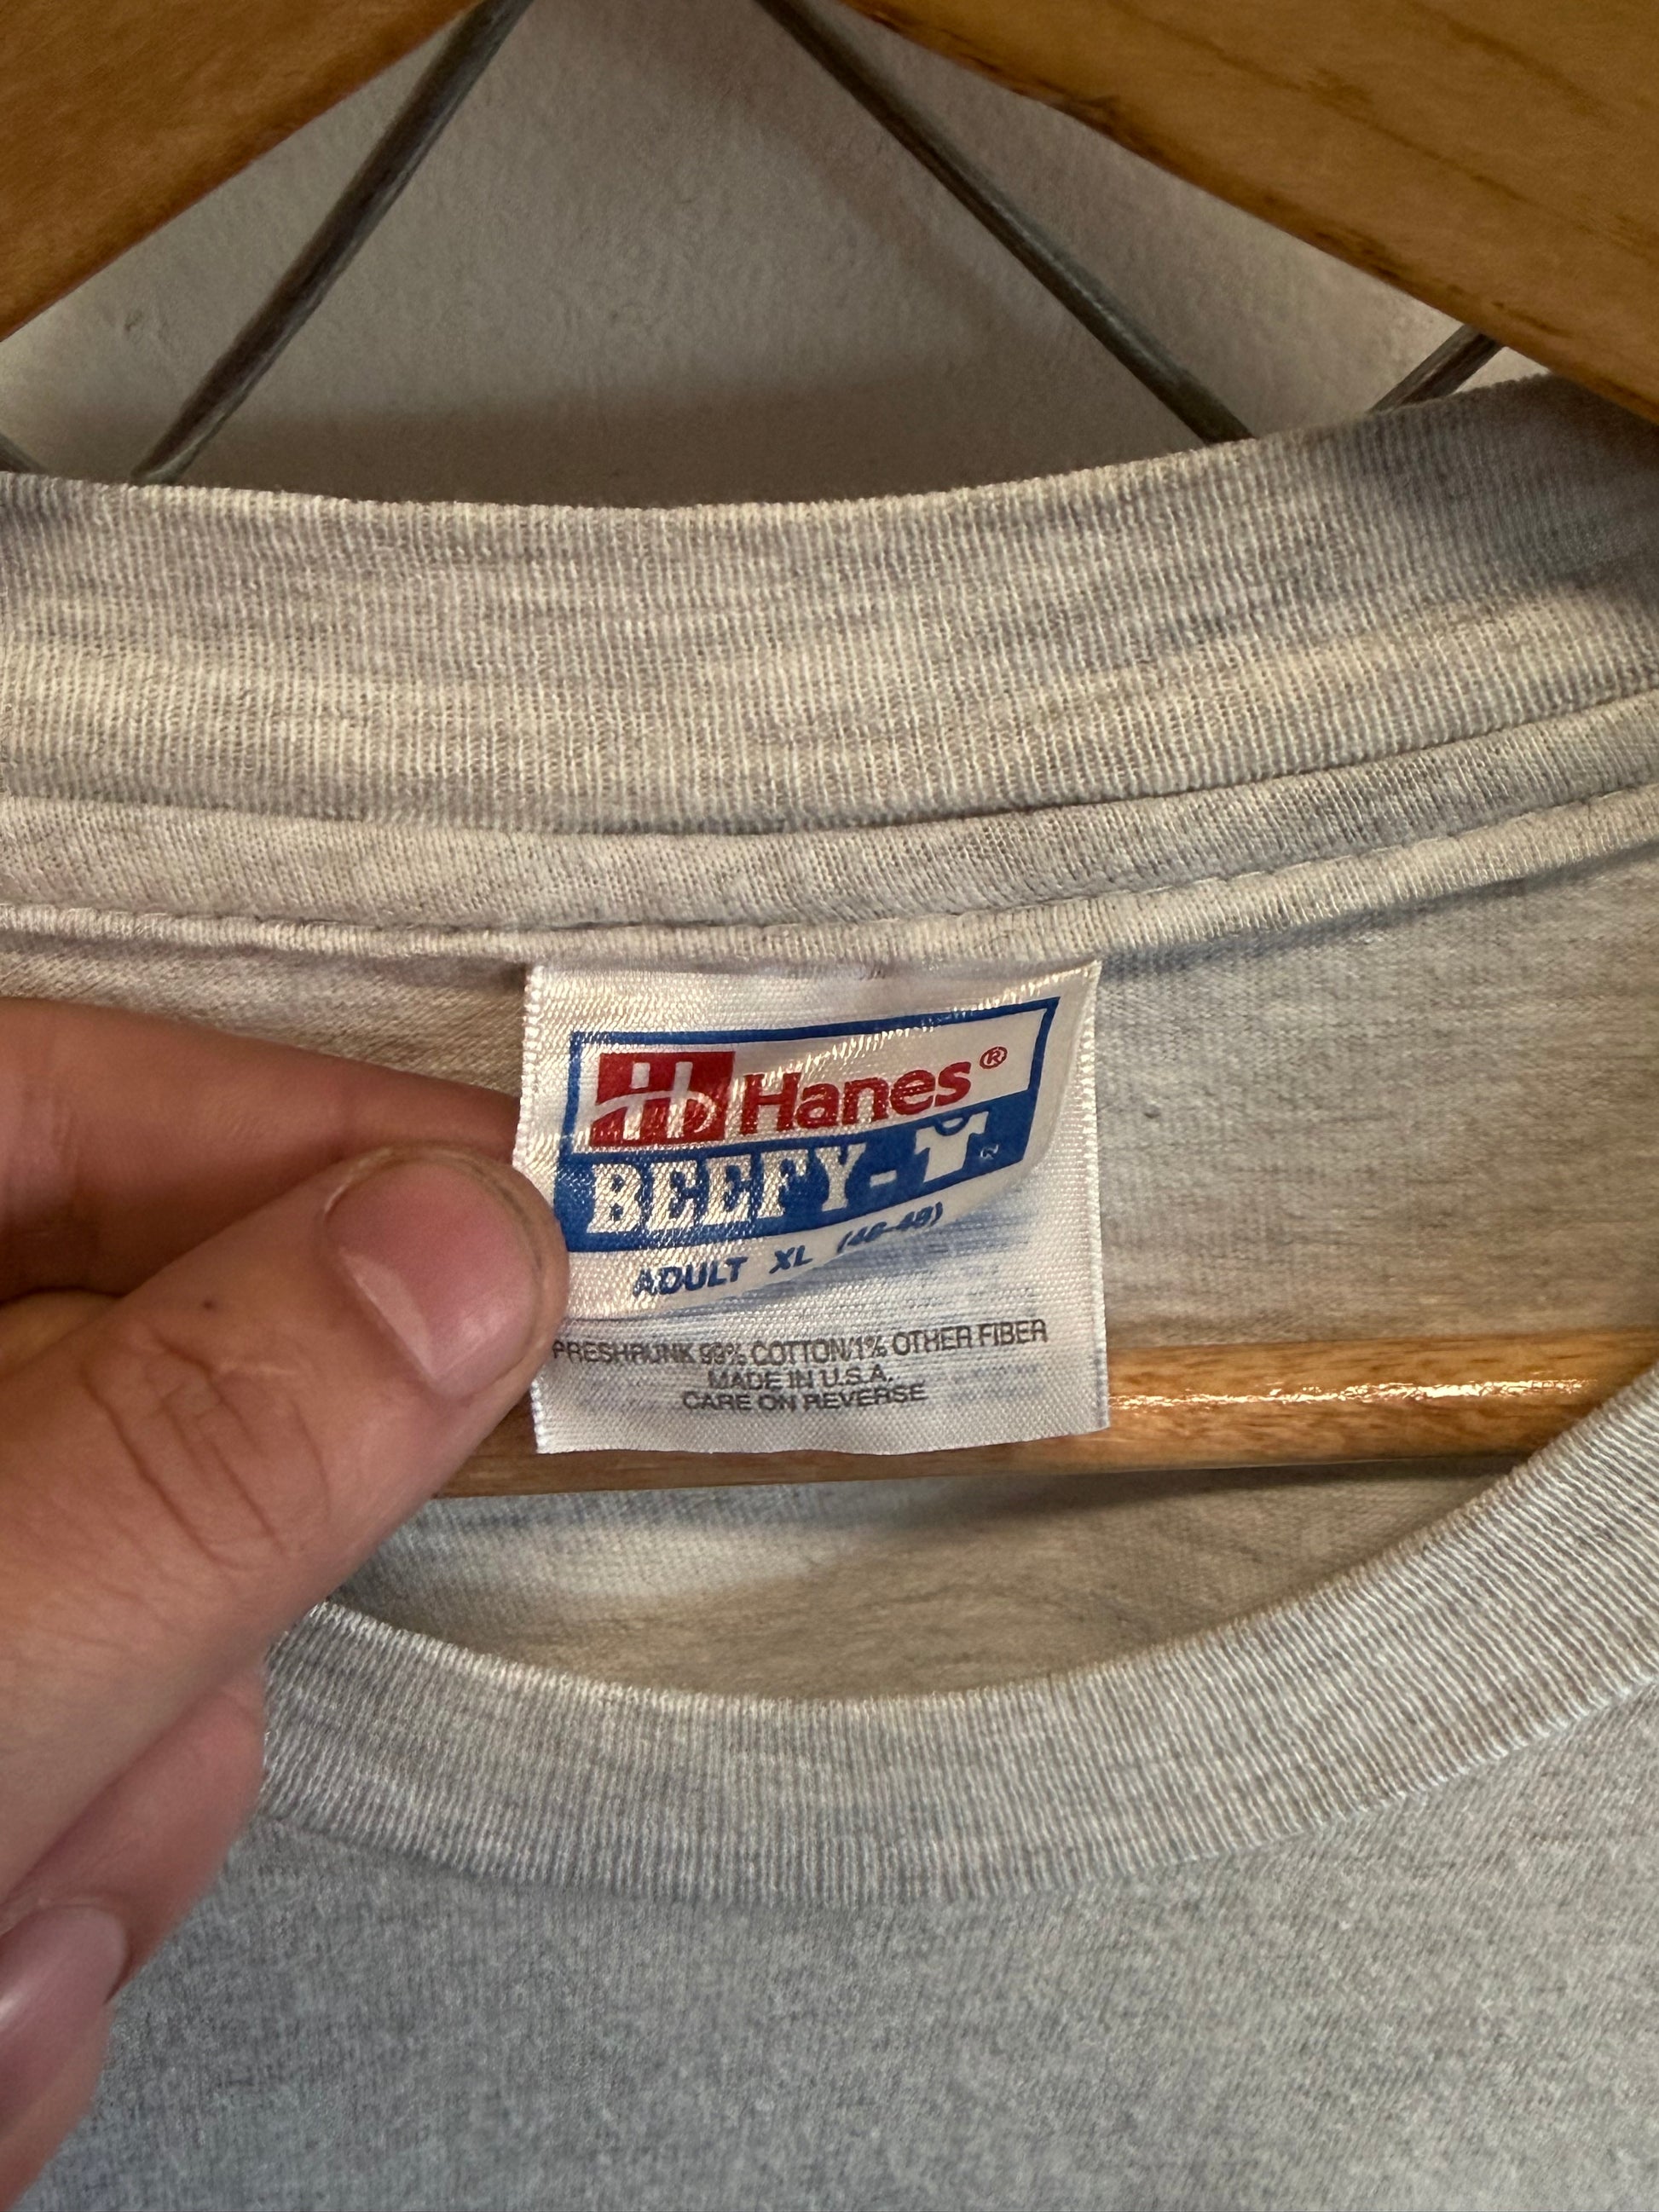 Hanes®
BEEFY-T
ADULT XL (46-48)
PRESHRUNK 99% COTTON/1% OTHER FIBER
MADE IN U.S.A.
CARE ON REVERSE